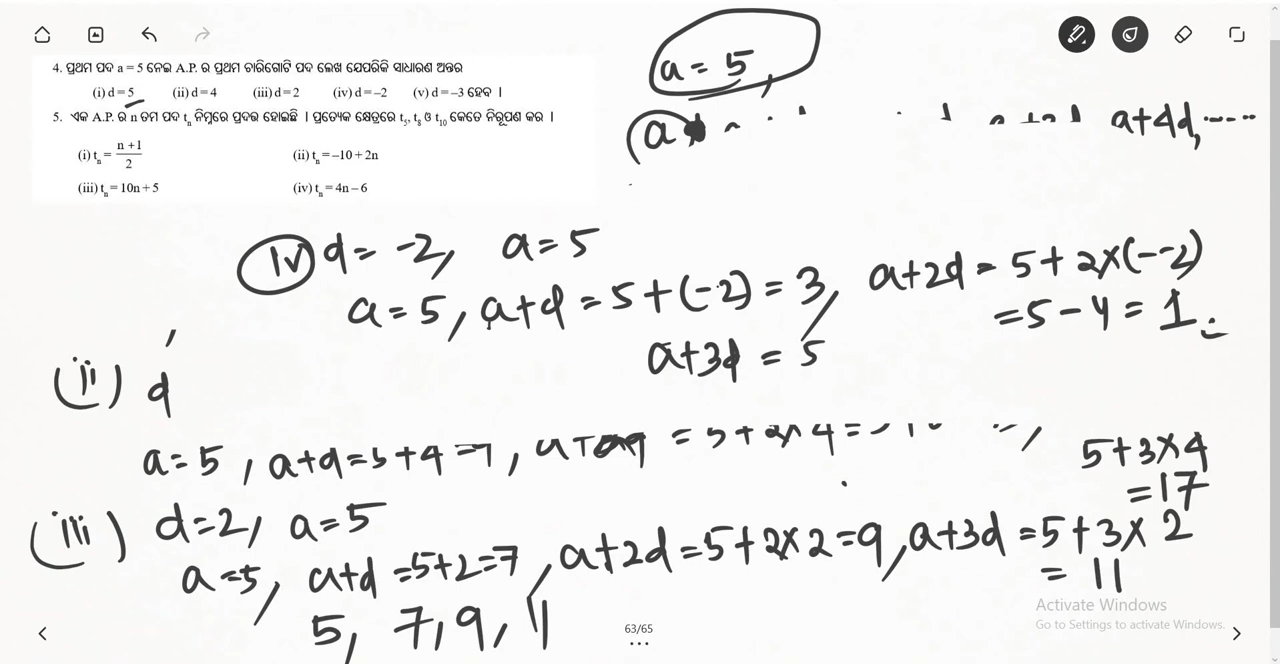 a = 5,
4. ପ୍ରଥମ ପଦ a = 5 ନେଇ A.P. ର ପ୍ରଥମ ଚାରିଗୋଟି ପଦ ଲେଖ ଯେପରିକି ସାଧାରଣ ଅନ୍ତର
(i) d = 5 (ii) d = 4 (iii) d = 2 (iv) d = –2 (v) d = –3 ହେବ ।
5. ଏକ A.P. ର n ତମ ପଦ tn ନିମ୍ନରେ ପ୍ରଦତ୍ତ ହୋଇଛି । ପ୍ରତ୍ୟେକ କ୍ଷେତ୍ରରେ t5, t8 ଓ t10 କେତେ ନିରୂପଣ କର ।
a a+4d, ----
(i) tn = (n+1)/2 (ii) tn = –10 + 2n
(iii) tn = 10n + 5 (iv) tn = 4n – 6
iv) d = -2, a = 5
a = 5, a+d = 5+(-2) = 3, a+2d = 5+2×(-2)
= 5 - 4 = 1
a+3d = 5
(ii) d
a = 5, a+d = 5+4 = = 5+2×4 =
5+3×4
= 17
(iii) d = 2, a = 5
a = 5, a+d = 5+2 = 7, a+2d = 5+2×2 = 9, a+3d = 5+3×2
= 11
5, 7, 9, 11
63/65
Activate Windows
Go to Settings to activate Windows.